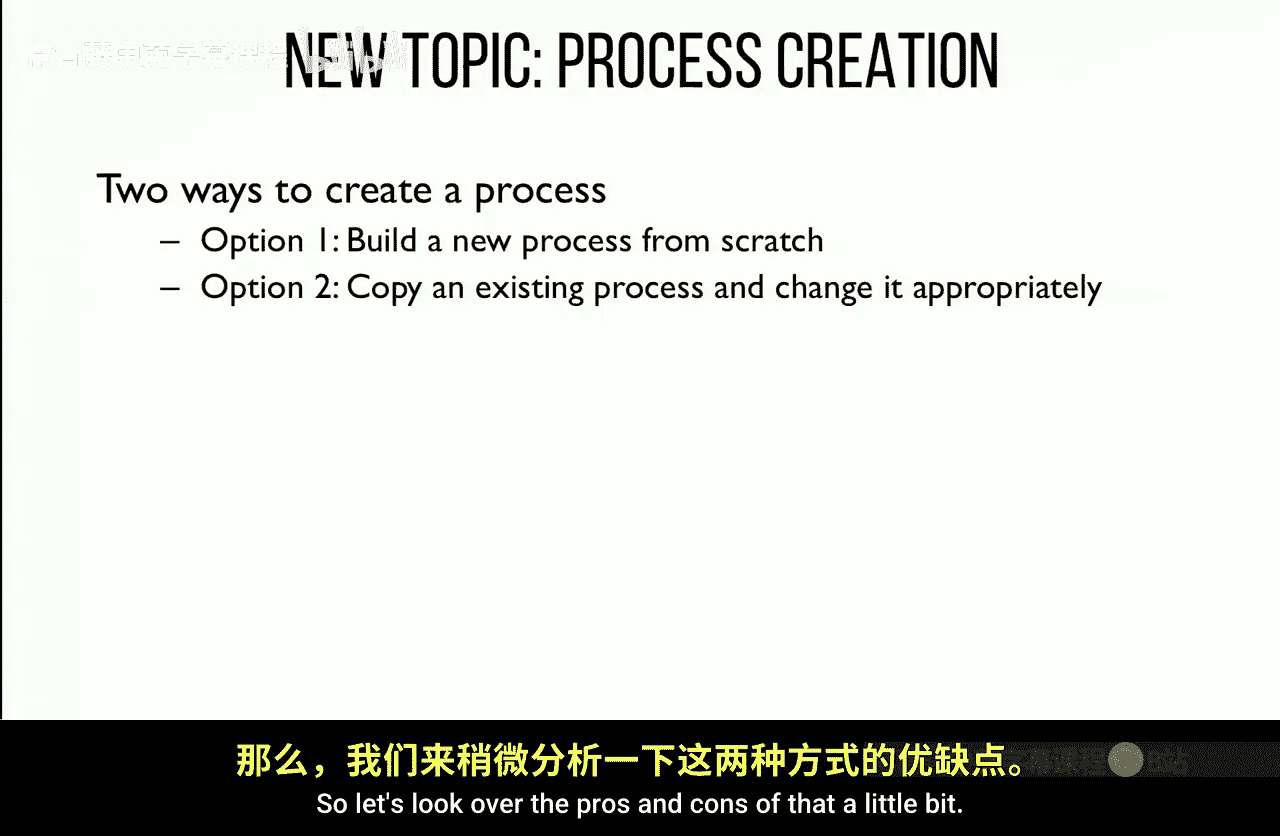 NEW TOPIC: PROCESS CREATION
Two ways to create a process
– Option 1: Build a new process from scratch
– Option 2: Copy an existing process and change it appropriately
那么，我们来稍微分析一下这两种方式的优缺点。
So let's look over the pros and cons of that a little bit.